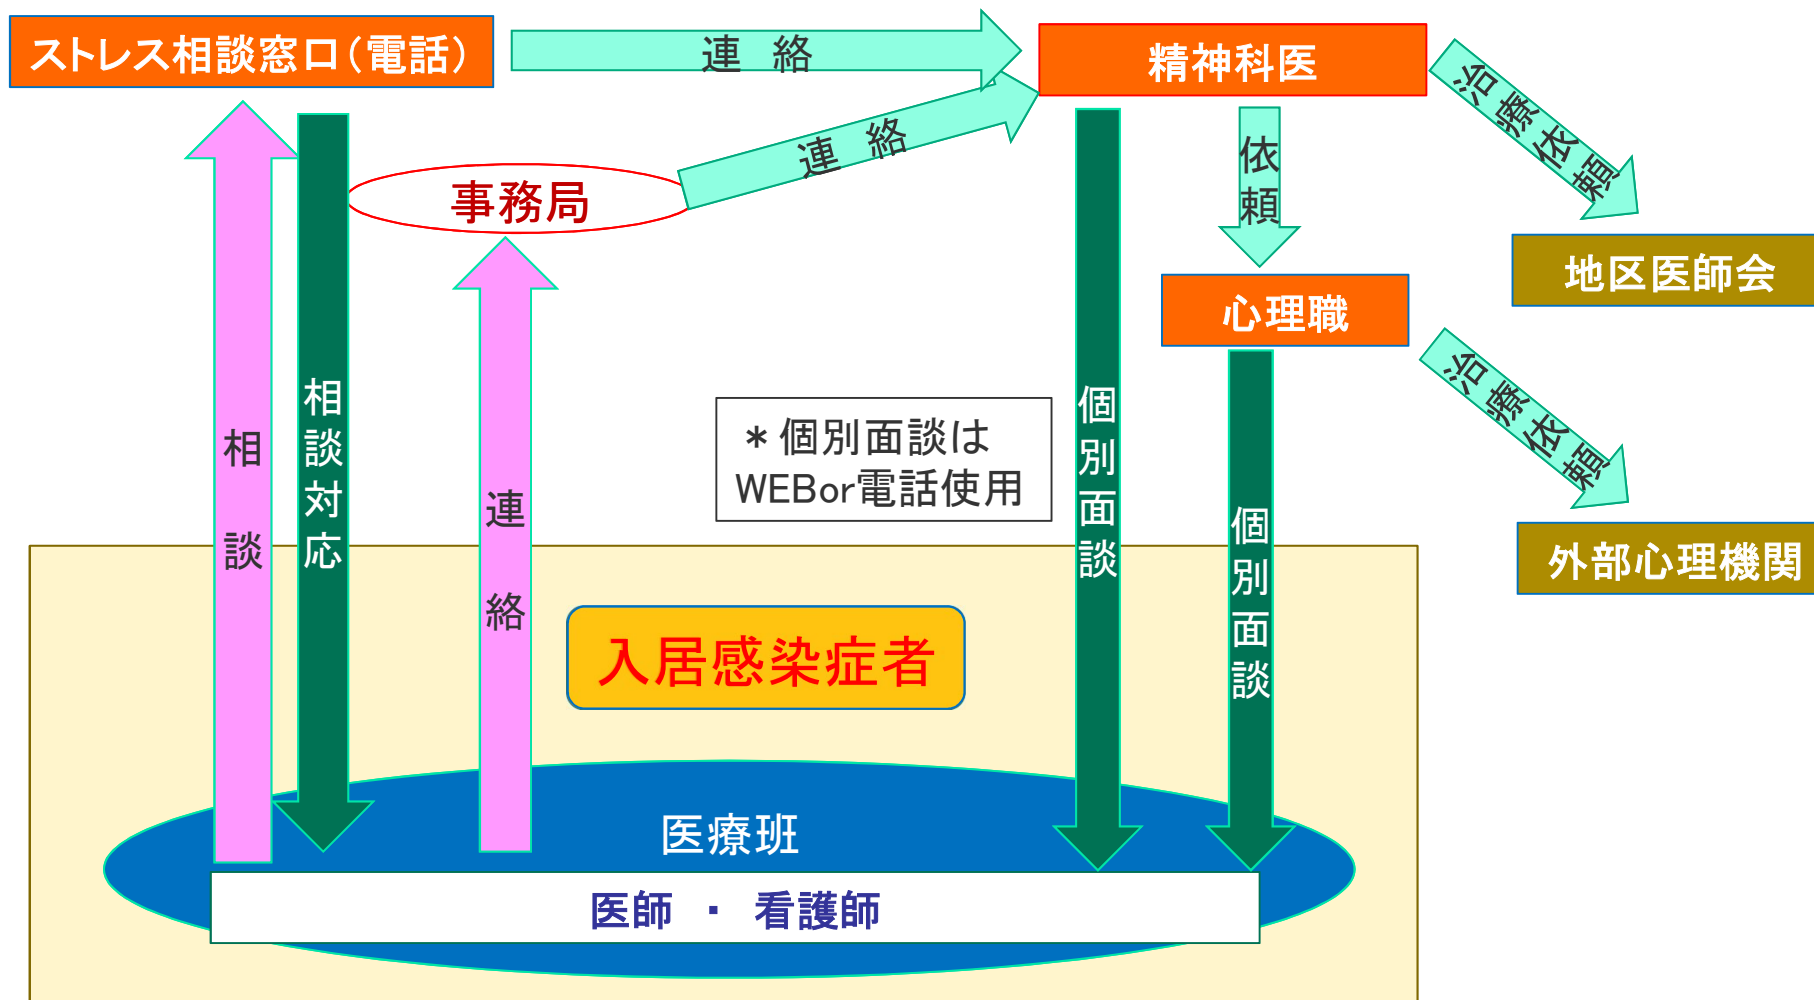 ストレス相談窓口（電話）
連　絡
精神科医
治療依頼
連　絡
依頼
事務局
地区医師会
心理職
治療依頼
相談
相談対応
連絡
＊個別面談は
WEBor電話使用
個別面談
個別面談
外部心理機関
入居感染症者
医療班
医師　・　看護師